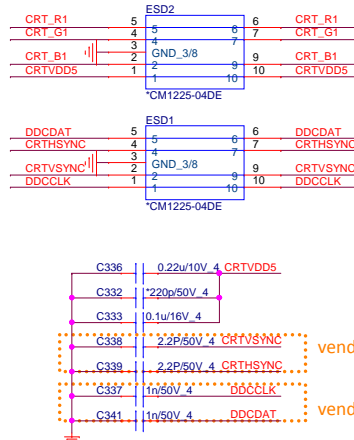 ESD2
CRT_R1 5 5 6 6 CRT_R1
CRT_G1 4 4 7 7 CRT_G1
3 GND_3/8
CRT_B1 2 2 9 9 CRT_B1
CRTVDD5 1 1 10 10 CRTVDD5
*CM1225-04DE
ESD1
DDCDAT 5 5 6 6 DDCDAT
CRTHSYNC 4 4 7 7 CRTHSYNC
3 GND_3/8
CRTVSYNC 2 2 9 9 CRTVSYNC
DDCCLK 1 1 10 10 DDCCLK
*CM1225-04DE
C336 0.22u/10V_4 CRTVDD5
C332 *220p/50V_4
C333 0.1u/16V_4
C338 2.2P/50V_4 CRTVSYNC
vend
C339 2.2P/50V_4 CRTHSYNC
C337 1n/50V_4 DDCCLK
vend
C341 1n/50V_4 DDCDAT